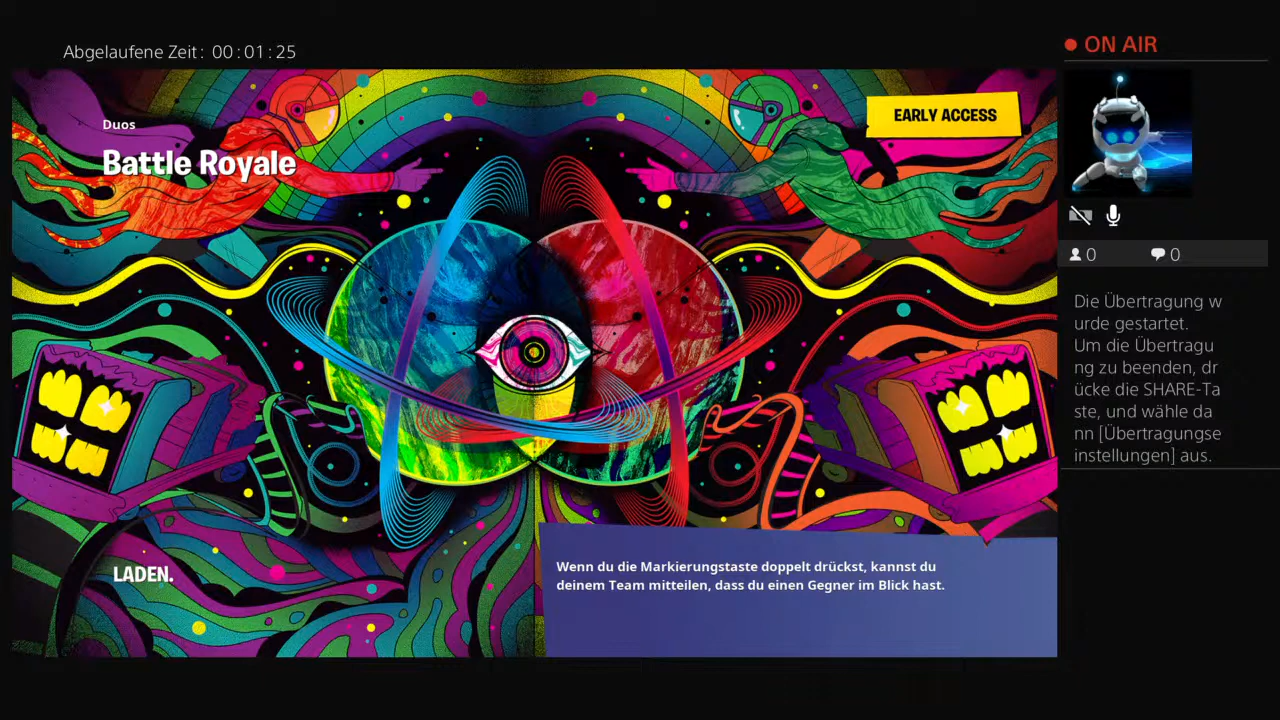 Abgelaufene Zeit: 00:01:25
ON AIR
Duos
Battle Royale
EARLY ACCESS
0
0
Die Übertragung w
urde gestartet.
Um die Übertragu
ng zu beenden, dr
ücke die SHARE-Ta
ste, und wähle da
nn [Übertragungse
instellungen] aus.
LADEN.
Wenn du die Markierungstaste doppelt drückst, kannst du
deinem Team mitteilen, dass du einen Gegner im Blick hast.